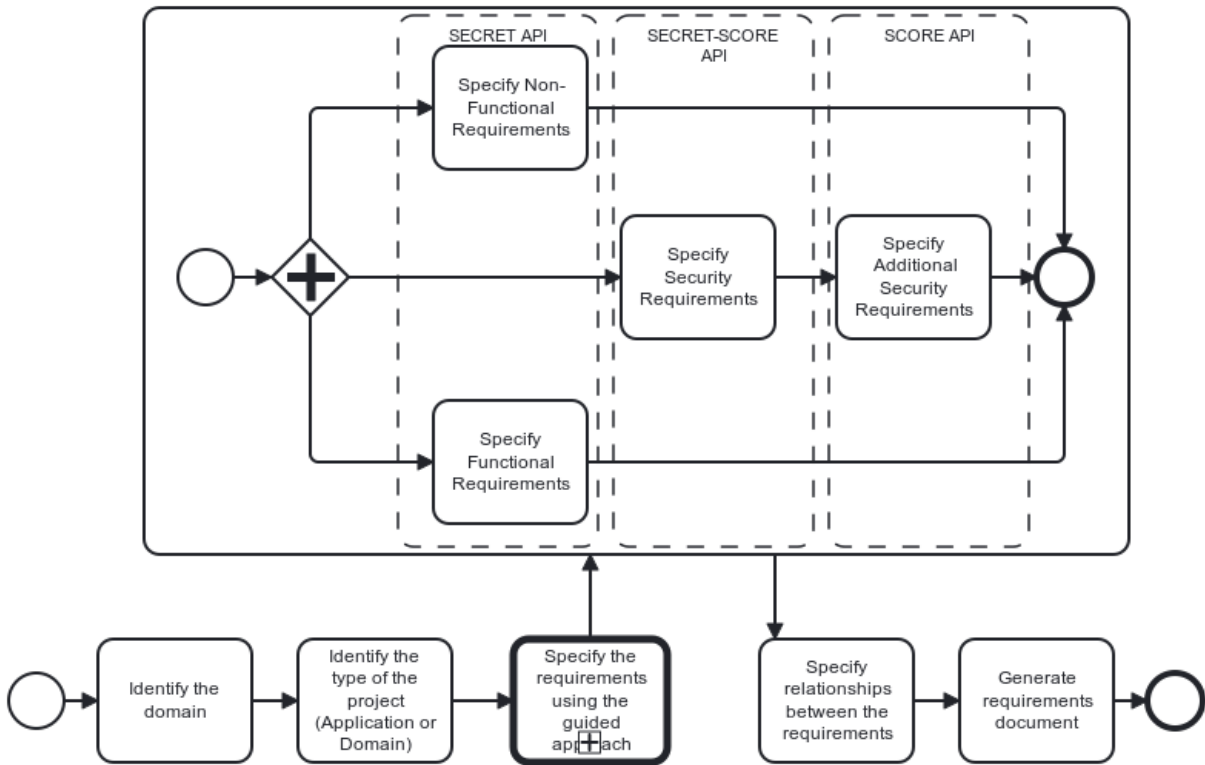 SECRET API
SECRET-SCORE
API
SCORE API
Specify Non-
Functional
Requirements
Specify
Security
Requirements
Specify
Additional
Security
Requirements
Specify
Functional
Requirements
Identify the
domain
Identify the
type of the
project
(Application or
Domain)
Specify the
requirements
using the
guided
Specify
relationships
between the
requirements
Generate
requirements
document